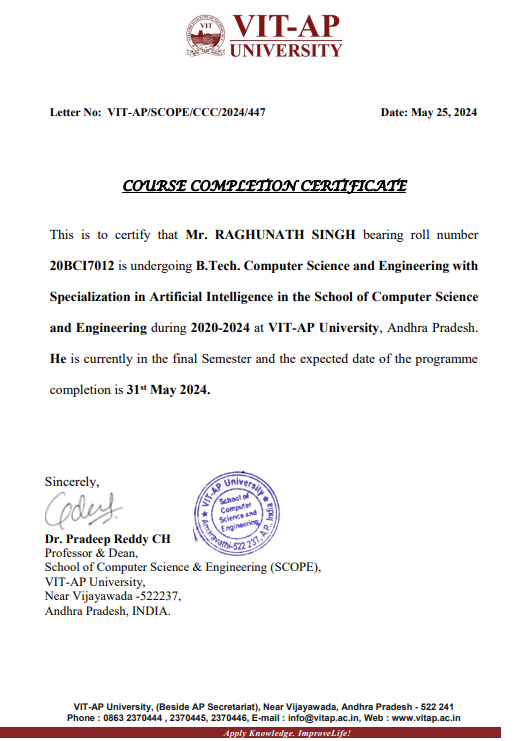 VIT
VIT-AP
UNIVERSITY
Letter No: VIT-AP/SCOPE/CCC/2024/447 Date: May 25, 2024
COURSE COMPLETION CERTIFICATE
This is to certify that Mr. RAGHUNATH SINGH bearing roll number
20BCI7012 is undergoing B.Tech. Computer Science and Engineering with
Specialization in Artificial Intelligence in the School of Computer Science
and Engineering during 2020-2024 at VIT-AP University, Andhra Pradesh.
He is currently in the final Semester and the expected date of the programme
completion is 31st May 2024.
Sincerely,
VIT-AP University
School of
Computer
Science and
Engineering
Amaravathi-522 237, A.P., India
Dr. Pradeep Reddy CH
Professor & Dean,
School of Computer Science & Engineering (SCOPE),
VIT-AP University,
Near Vijayawada -522237,
Andhra Pradesh, INDIA.
VIT-AP University, (Beside AP Secretariat), Near Vijayawada, Andhra Pradesh - 522 241
Phone : 0863 2370444 , 2370445, 2370446, E-mail : info@vitap.ac.in, Web : www.vitap.ac.in
Apply Knowledge. ImproveLife!